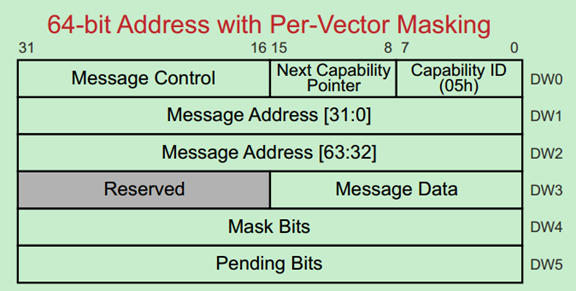 64-bit Address with Per-Vector Masking
31 16 15 8 7 0
Message Control Next Capability Pointer Capability ID (05h) DW0
Message Address [31:0] DW1
Message Address [63:32] DW2
Reserved Message Data DW3
Mask Bits DW4
Pending Bits DW5